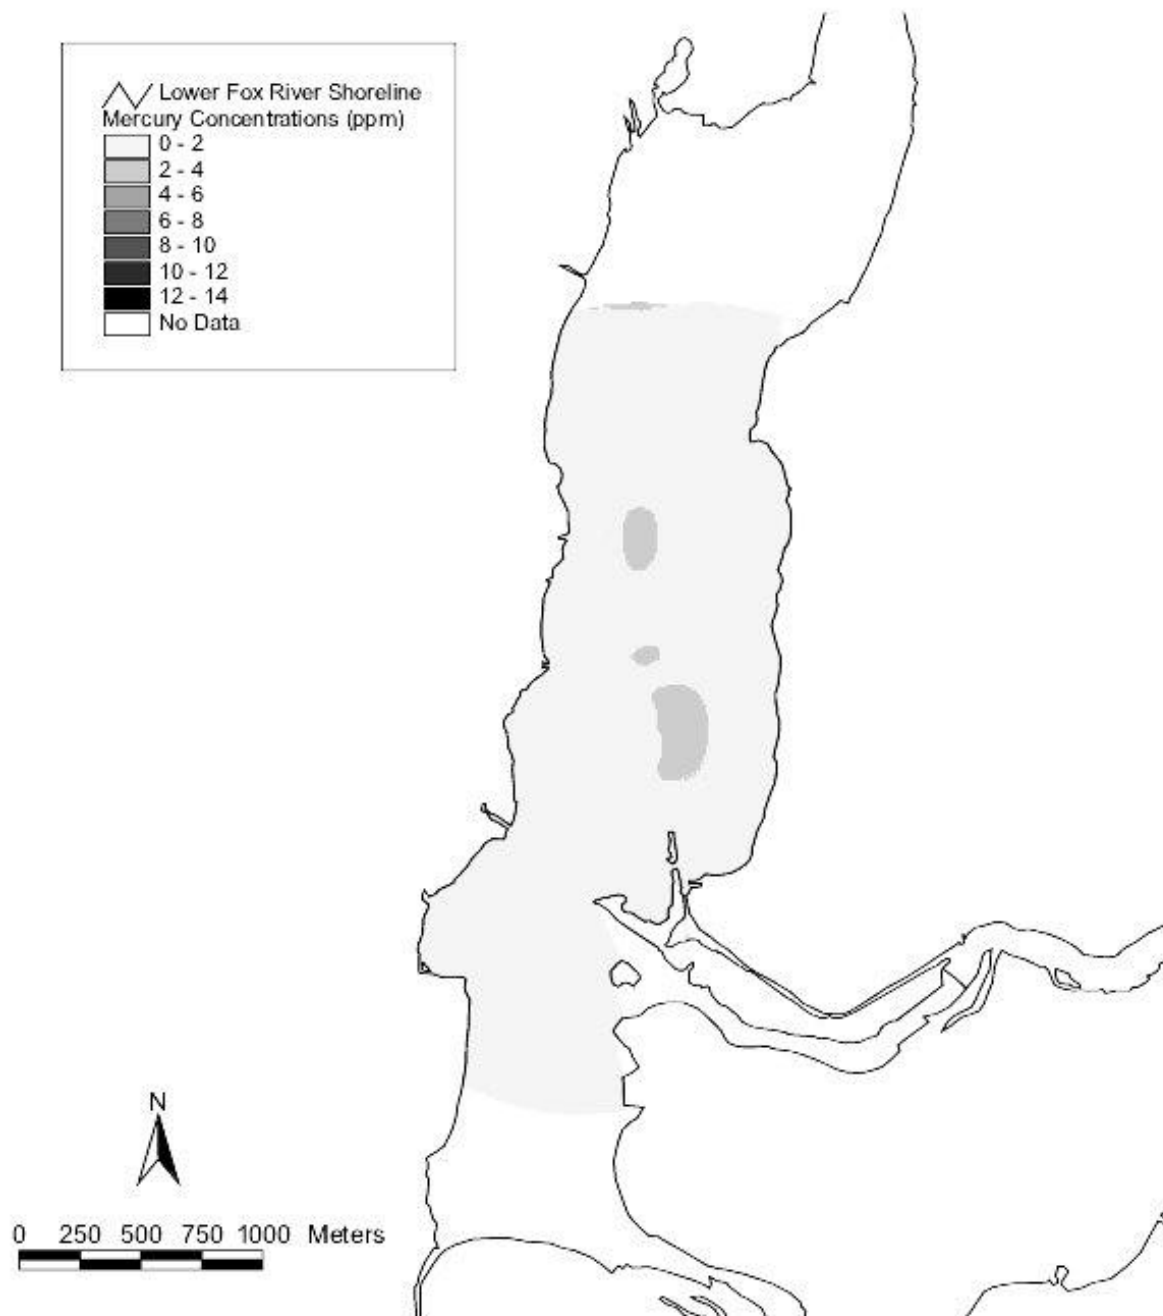 Lower Fox River Shoreline
Mercury Concentrations (ppm)
0 - 2
2 - 4
4 - 6
6 - 8
8 - 10
10 - 12
12 - 14
No Data
N
0 250 500 750 1000 Meters